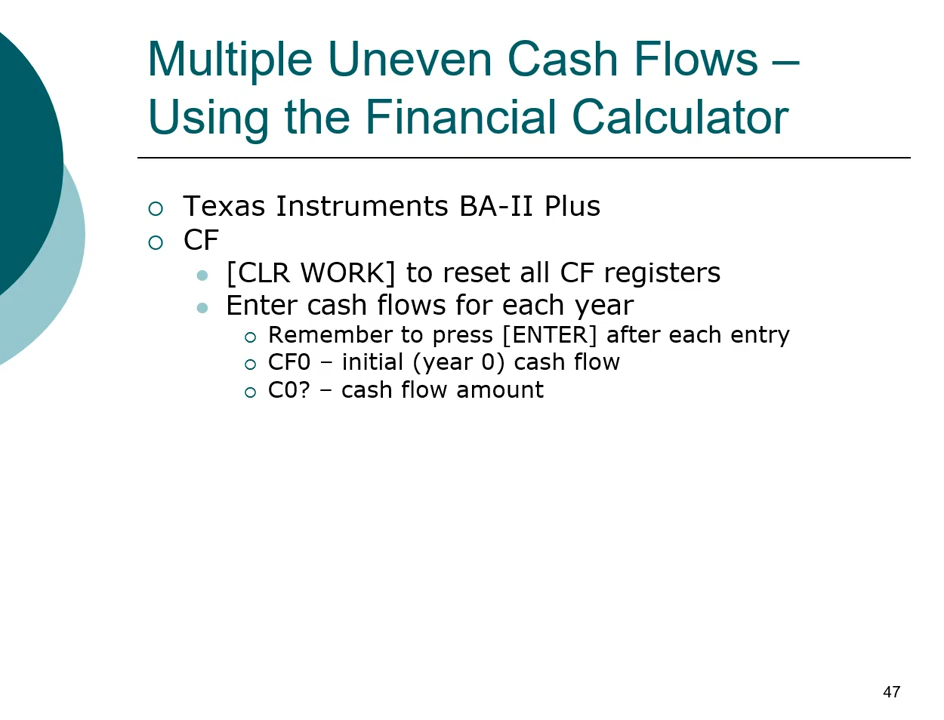 Multiple Uneven Cash Flows –
Using the Financial Calculator
Texas Instruments BA-II Plus
CF
[CLR WORK] to reset all CF registers
Enter cash flows for each year
Remember to press [ENTER] after each entry
CF0 – initial (year 0) cash flow
C0? – cash flow amount
47